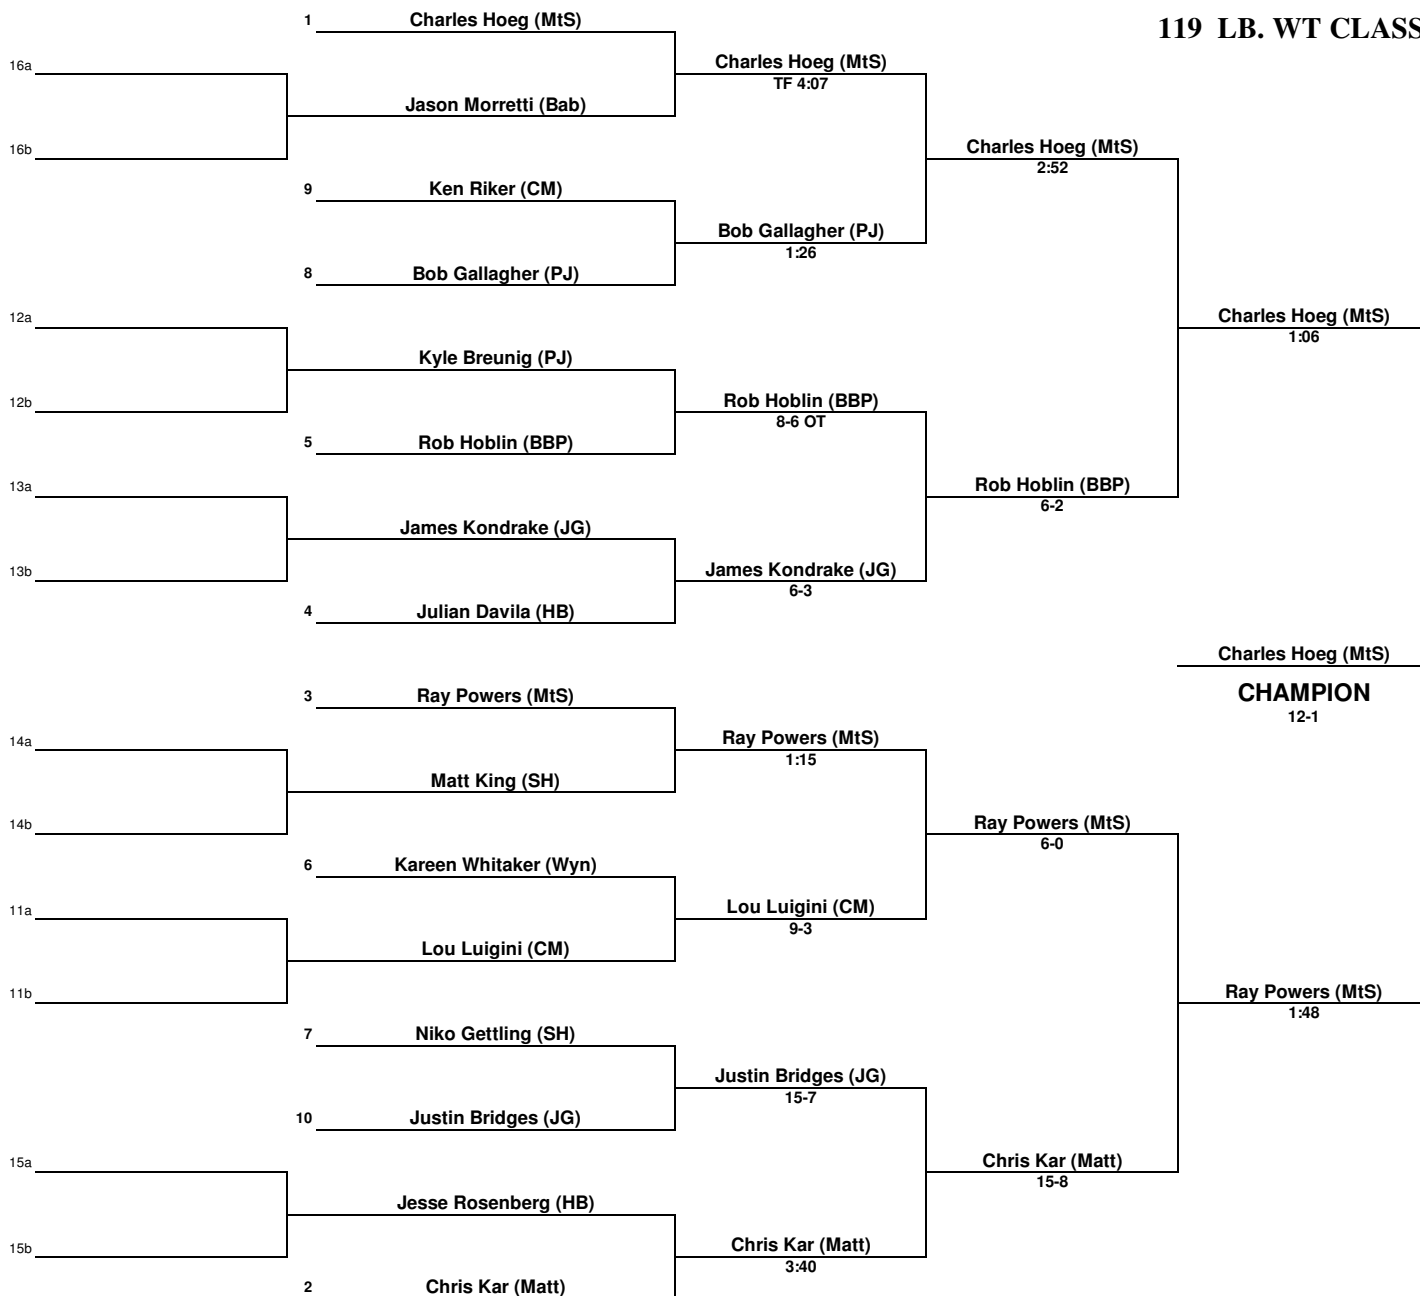 119 LB. WT CLASS
1 Charles Hoeg (MtS)
16a
Charles Hoeg (MtS)
TF 4:07
Jason Morretti (Bab)
16b
Charles Hoeg (MtS)
2:52
9 Ken Riker (CM)
Bob Gallagher (PJ)
1:26
8 Bob Gallagher (PJ)
12a
Charles Hoeg (MtS)
1:06
Kyle Breunig (PJ)
12b
Rob Hoblin (BBP)
8-6 OT
5 Rob Hoblin (BBP)
13a
Rob Hoblin (BBP)
6-2
James Kondrake (JG)
13b
James Kondrake (JG)
6-3
4 Julian Davila (HB)
Charles Hoeg (MtS)
CHAMPION
12-1
3 Ray Powers (MtS)
14a
Ray Powers (MtS)
1:15
Matt King (SH)
14b
Ray Powers (MtS)
6-0
6 Kareen Whitaker (Wyn)
11a
Lou Luigini (CM)
9-3
Lou Luigini (CM)
11b
Ray Powers (MtS)
1:48
7 Niko Gettling (SH)
Justin Bridges (JG)
15-7
10 Justin Bridges (JG)
15a
Chris Kar (Matt)
15-8
Jesse Rosenberg (HB)
15b
Chris Kar (Matt)
3:40
2 Chris Kar (Matt)